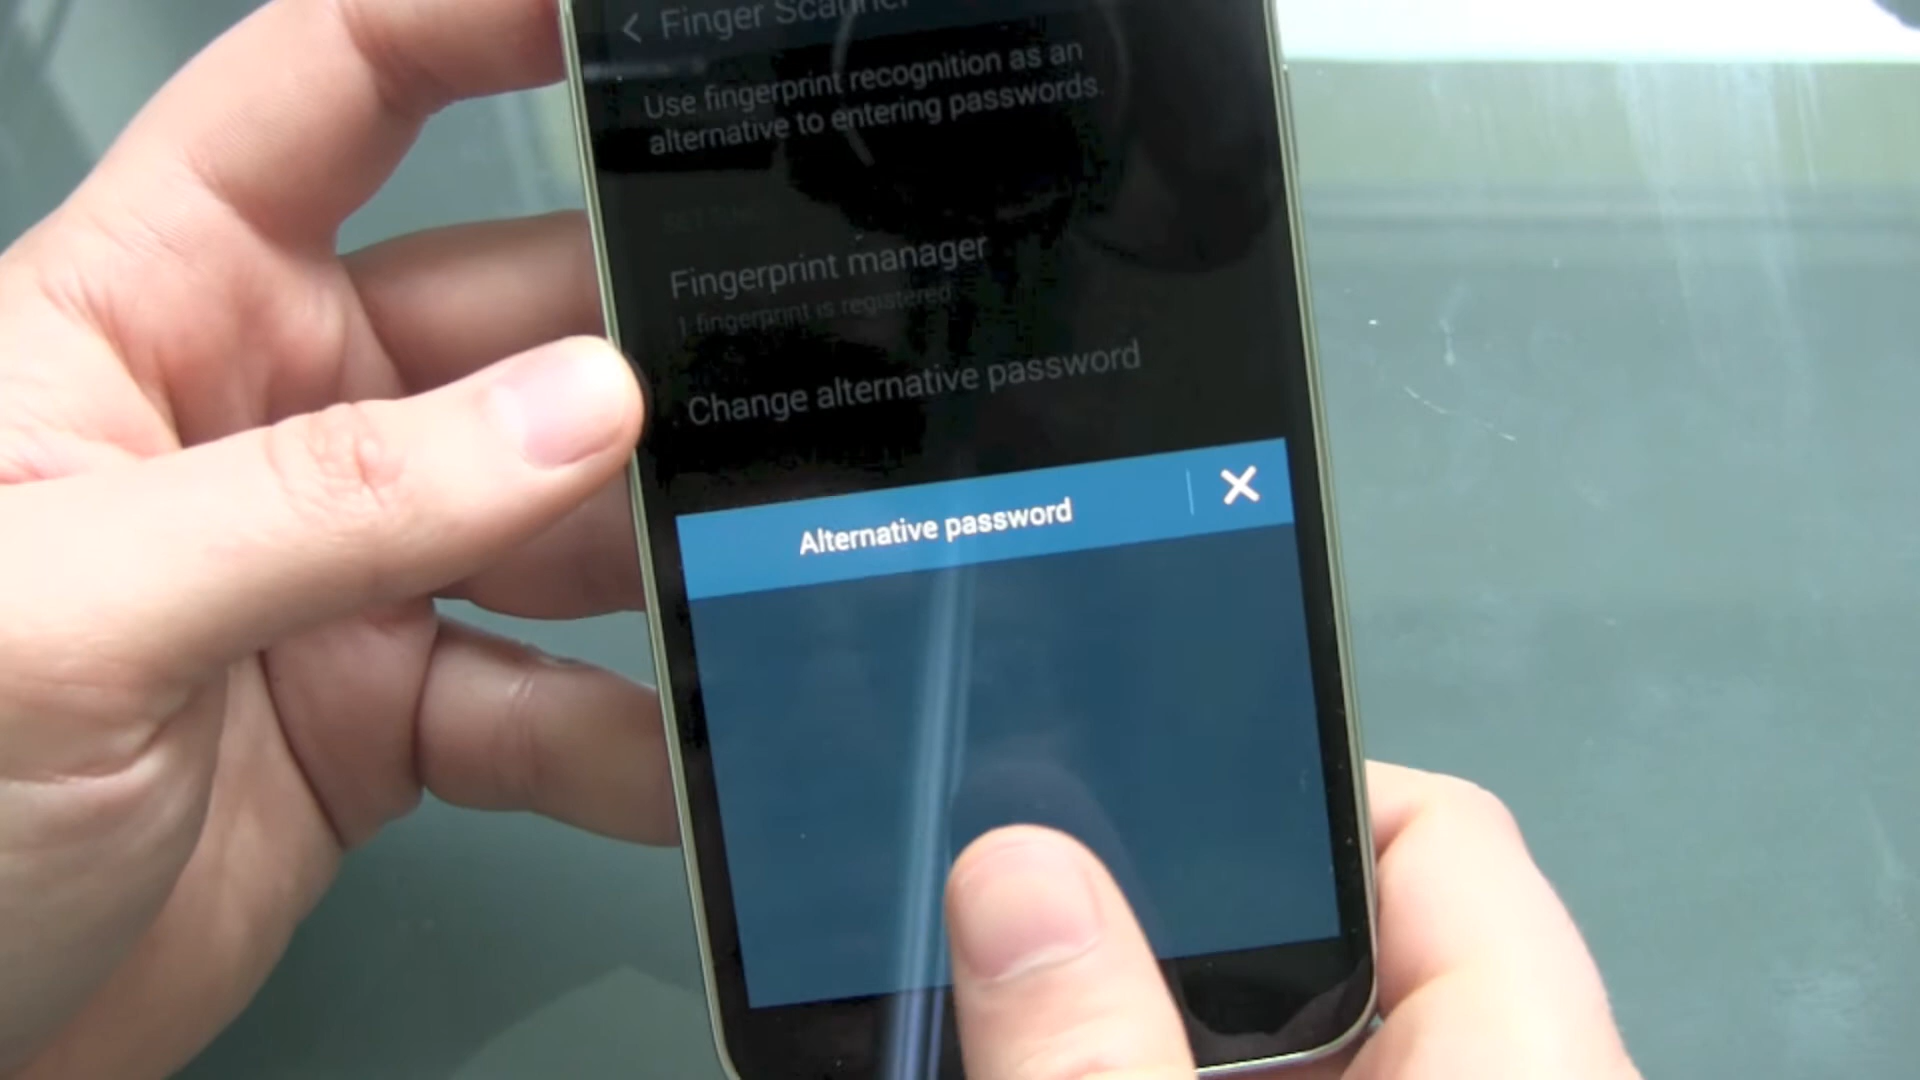 Finger Scanner
Use fingerprint recognition as an
alternative to entering passwords.
Fingerprint manager
1 fingerprint is registered
Change alternative password
Alternative password